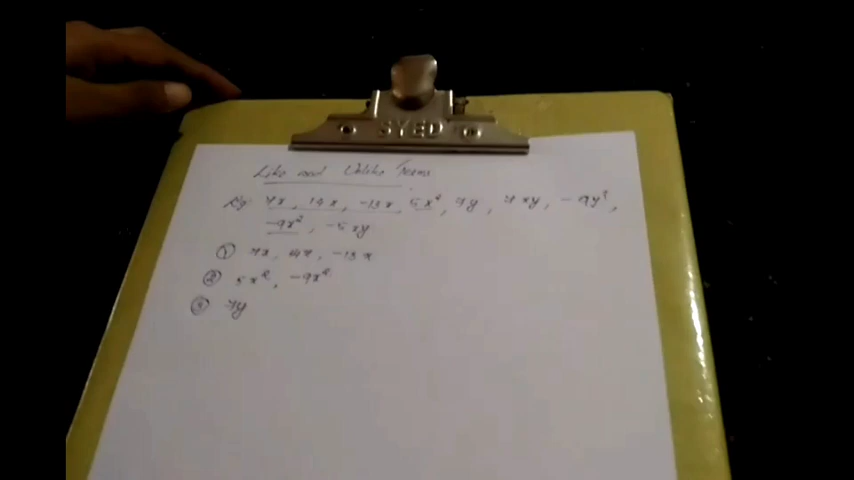 SYED
Like and Unlike Terms
Eg: 7x, 14x, -13x, 5x², 7y, 7xy, -9y²,
-9x², -5xy
① 7x, 14x, -13x
② 5x², -9x²
③ 7y